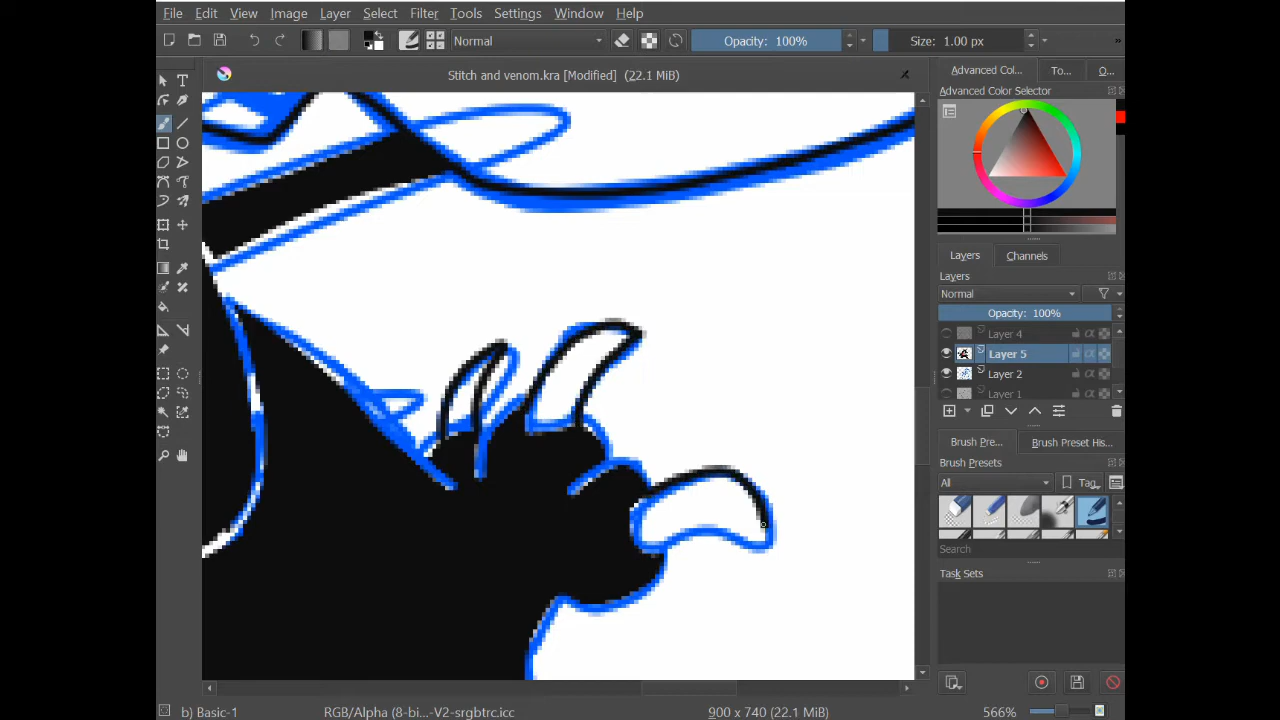 File Edit View Image Layer Select Filter Tools Settings Window Help
Normal Opacity: 100% Size: 1.00 px »
Stitch and venom.kra [Modified] (22.1 MiB)
Advanced Col... To... O...
Advanced Color Selector
Layers Channels
Layers
Normal
Opacity: 100%
Layer 4
Layer 5
Layer 2
Layer 1
Brush Pre... Brush Preset His...
Brush Presets
All Tag
Search
Task Sets
b) Basic-1 RGB/Alpha (8-bi...-V2-srgbtrc.icc 900 x 740 (22.1 MiB) 566%